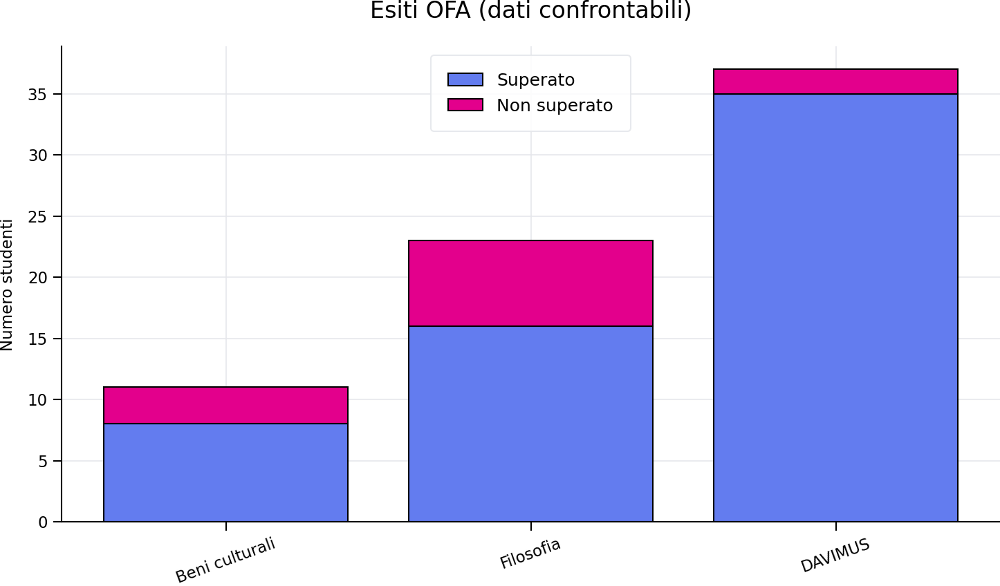 Esiti OFA (dati confrontabili)
Superato
Non superato
Numero studenti
35
30
25
20
15
10
5
0
Beni culturali
Filosofia
DAVIMUS